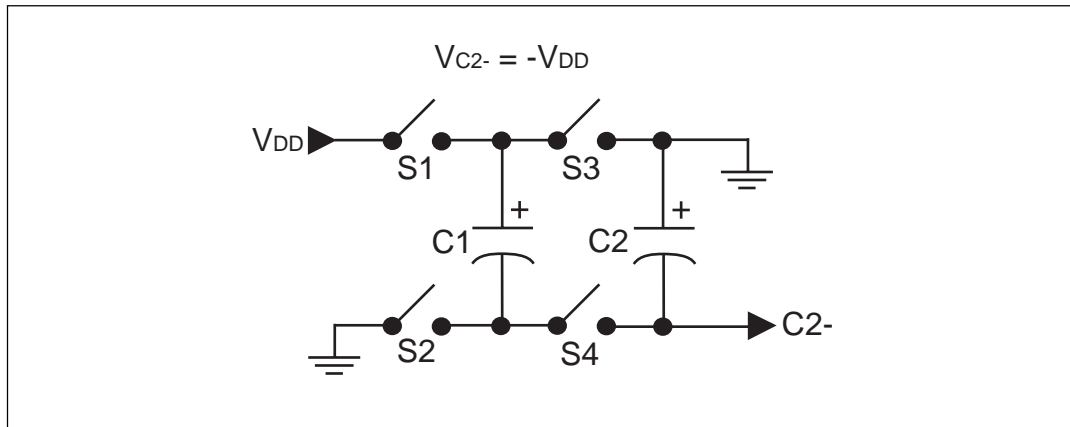 VC2- = -VDD
VDD
S1
S3
+
+
C1
C2
S2
S4
C2-